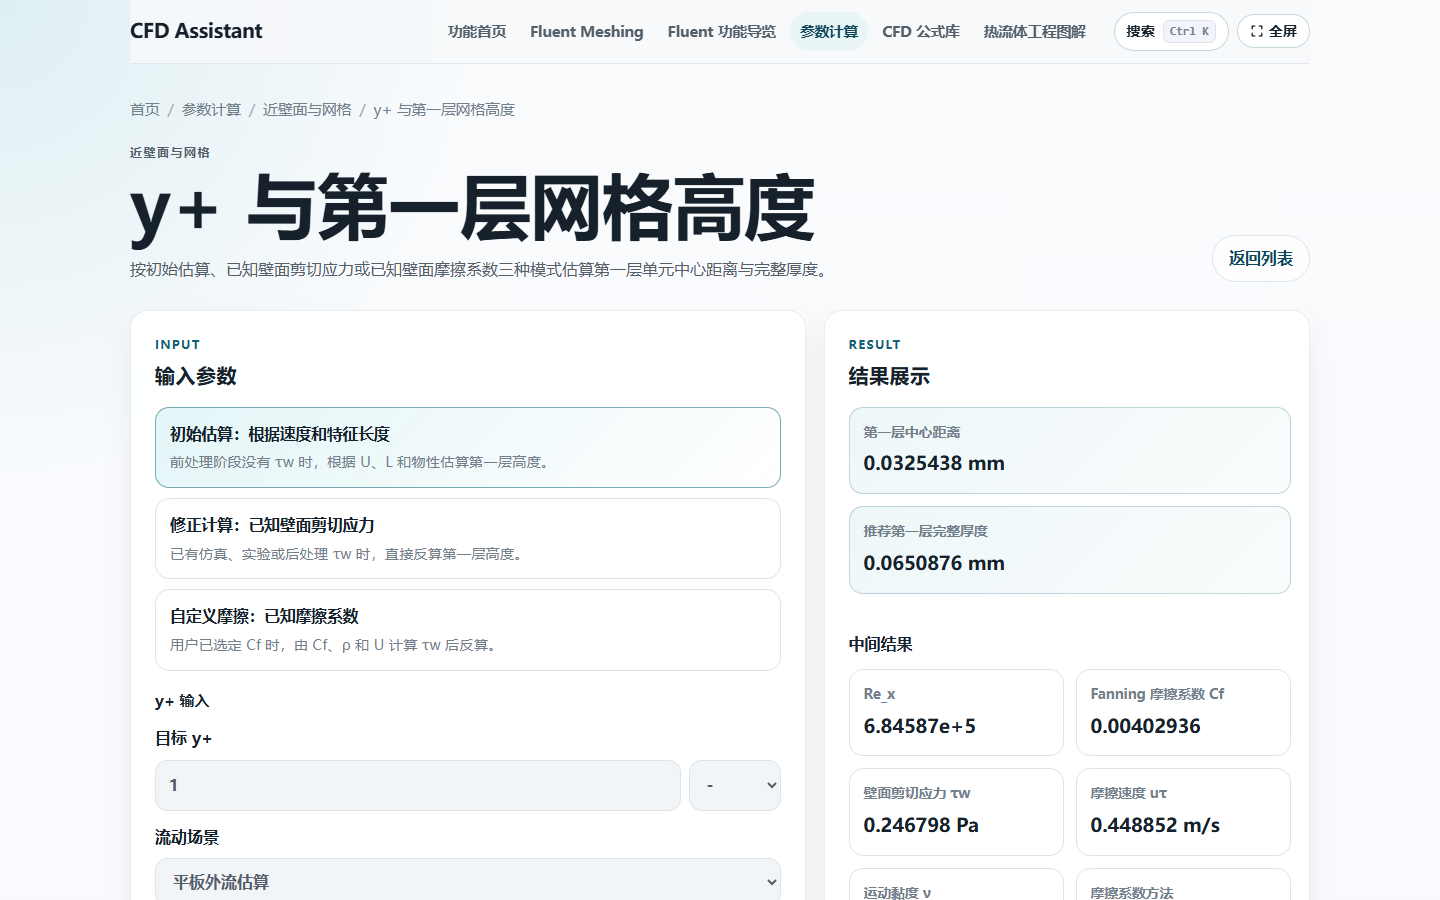 CFD Assistant
功能首页
Fluent Meshing
Fluent 功能导览
参数计算
CFD 公式库
热流体工程图解
搜索 Ctrl K
全屏
首页 / 参数计算 / 近壁面与网格 / y+ 与第一层网格高度
近壁面与网格
y+ 与第一层网格高度
按初始估算、已知壁面剪切应力或已知壁面摩擦系数三种模式估算第一层单元中心距离与完整厚度。
返回列表
INPUT
输入参数
初始估算：根据速度和特征长度
前处理阶段没有 τw 时，根据 U、L 和物性估算第一层高度。
修正计算：已知壁面剪切应力
已有仿真、实验或后处理 τw 时，直接反算第一层高度。
自定义摩擦：已知摩擦系数
用户已选定 Cf 时，由 Cf、ρ 和 U 计算 τw 后反算。
y+ 输入
目标 y+
1
-
流动场景
平板外流估算
RESULT
结果展示
第一层中心距离
0.0325438 mm
推荐第一层完整厚度
0.0650876 mm
中间结果
Re_x
6.84587e+5
Fanning 摩擦系数 Cf
0.00402936
壁面剪切应力 τw
0.246798 Pa
摩擦速度 uτ
0.448852 m/s
运动黏度 ν
摩擦系数方法